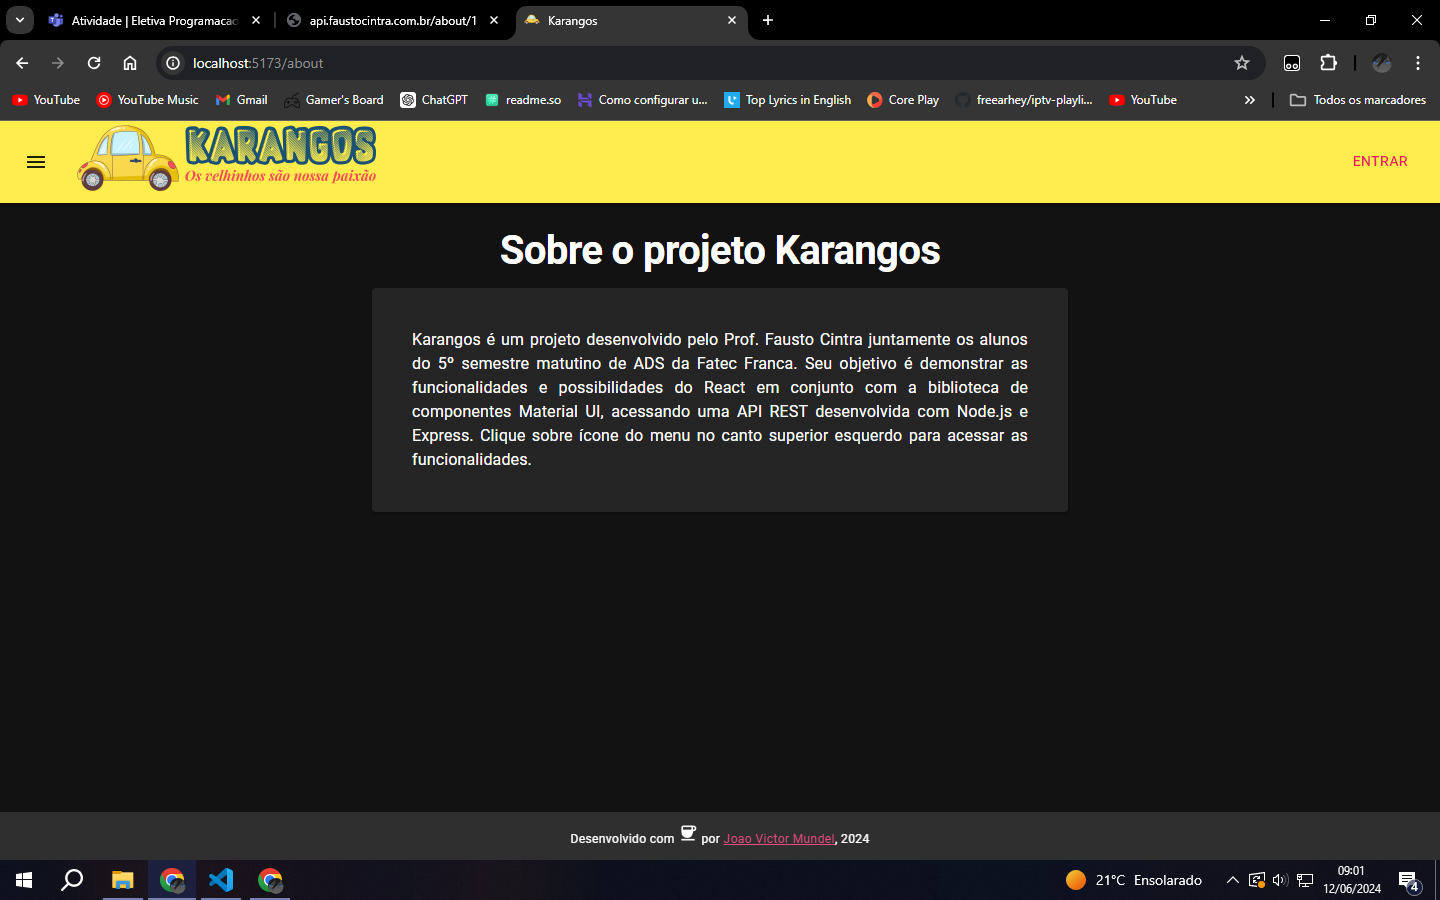 Atividade | Eletiva Programacao
api.faustocintra.com.br/about/1
Karangos
localhost:5173/about
YouTube
YouTube Music
Gmail
Gamer's Board
ChatGPT
readme.so
Como configurar u...
Top Lyrics in English
Core Play
freearhey/iptv-playli...
YouTube
Todos os marcadores
KARANGOS
Os velhinhos são nossa paixão
ENTRAR
Sobre o projeto Karangos
Karangos é um projeto desenvolvido pelo Prof. Fausto Cintra juntamente os alunos
do 5º semestre matutino de ADS da Fatec Franca. Seu objetivo é demonstrar as
funcionalidades e possibilidades do React em conjunto com a biblioteca de
componentes Material UI, acessando uma API REST desenvolvida com Node.js e
Express. Clique sobre ícone do menu no canto superior esquerdo para acessar as
funcionalidades.
Desenvolvido com por Joao Victor Mundel, 2024
21°C Ensolarado
09:01
12/06/2024
4